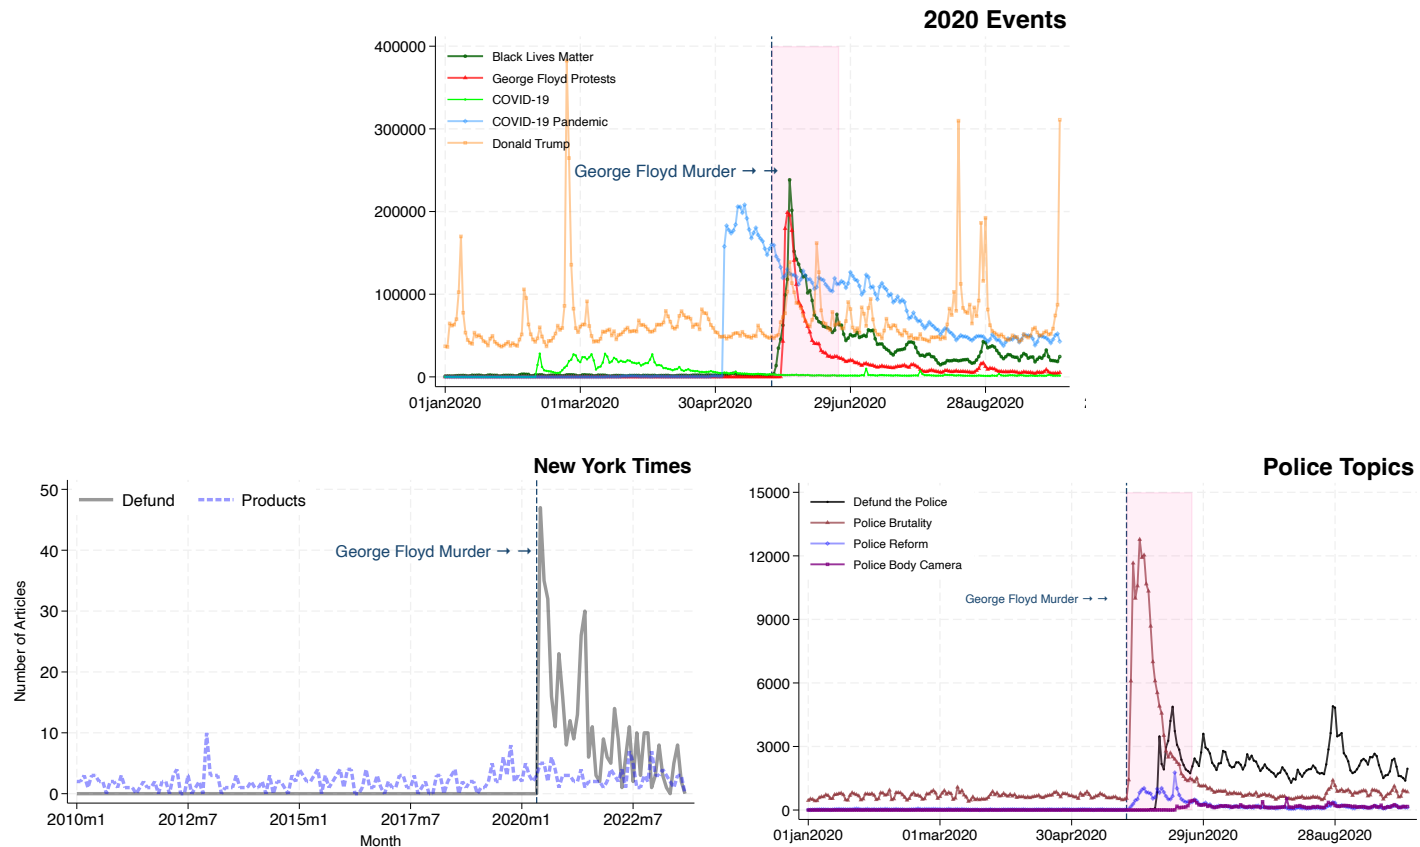 2020 Events
400000
300000
200000
100000
0
Black Lives Matter
George Floyd Protests
COVID-19
COVID-19 Pandemic
Donald Trump
George Floyd Murder → →
01jan2020 01mar2020 30apr2020 29jun2020 28aug2020
New York Times
Number of Articles
50
40
30
20
10
0
Defund Products
George Floyd Murder → →
2010m1 2012m7 2015m1 2017m7 2020m1 2022m7
Month
Police Topics
15000
12000
9000
6000
3000
0
Defund the Police
Police Brutality
Police Reform
Police Body Camera
George Floyd Murder → →
01jan2020 01mar2020 30apr2020 29jun2020 28aug2020